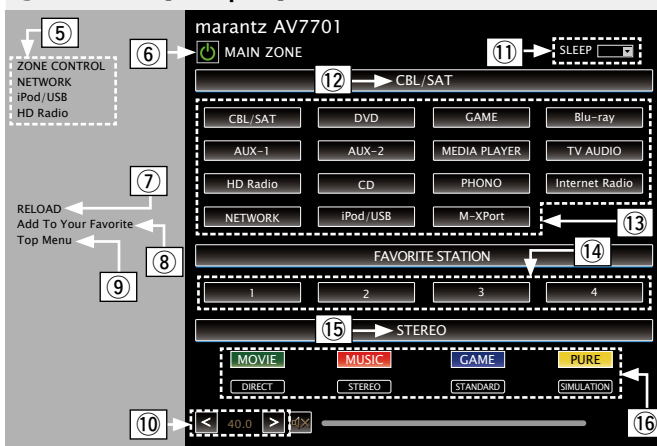 marantz AV7701
⑤
⑥ MAIN ZONE
⑪ SLEEP
ZONE CONTROL
NETWORK
iPod/USB
HD Radio
⑫ CBL/SAT
CBL/SAT DVD GAME Blu-ray
AUX-1 AUX-2 MEDIA PLAYER TV AUDIO
HD Radio CD PHONO Internet Radio
NETWORK iPod/USB M-XPort
⑬
⑦
RELOAD
Add To Your Favorite
Top Menu
⑧
⑨
FAVORITE STATION
⑭
1 2 3 4
⑮ STEREO
MOVIE MUSIC GAME PURE
DIRECT STEREO STANDARD SIMULATION
⑯
⑩ < 40.0 >